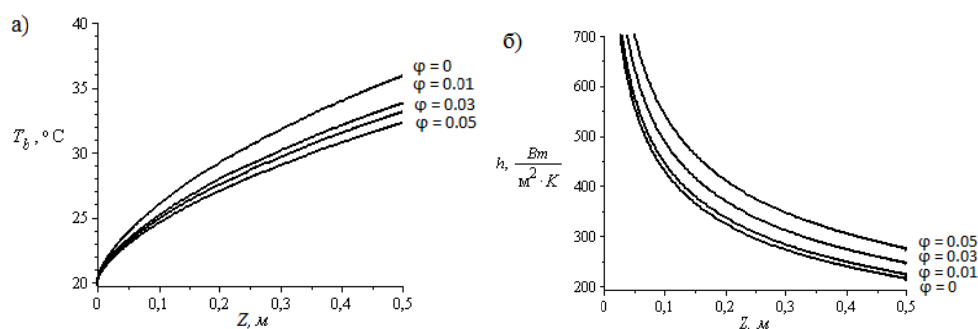 а)
40
35
30
25
20
T_b , °C
0
0,1
0,2
0,3
0,4
0,5
Z, м
φ = 0
φ = 0.01
φ = 0.03
φ = 0.05
б)
700
600
500
400
300
200
h, Вт
м² · K
0
0,1
0,2
0,3
0,4
0,5
Z, м
φ = 0.05
φ = 0.03
φ = 0.01
φ = 0